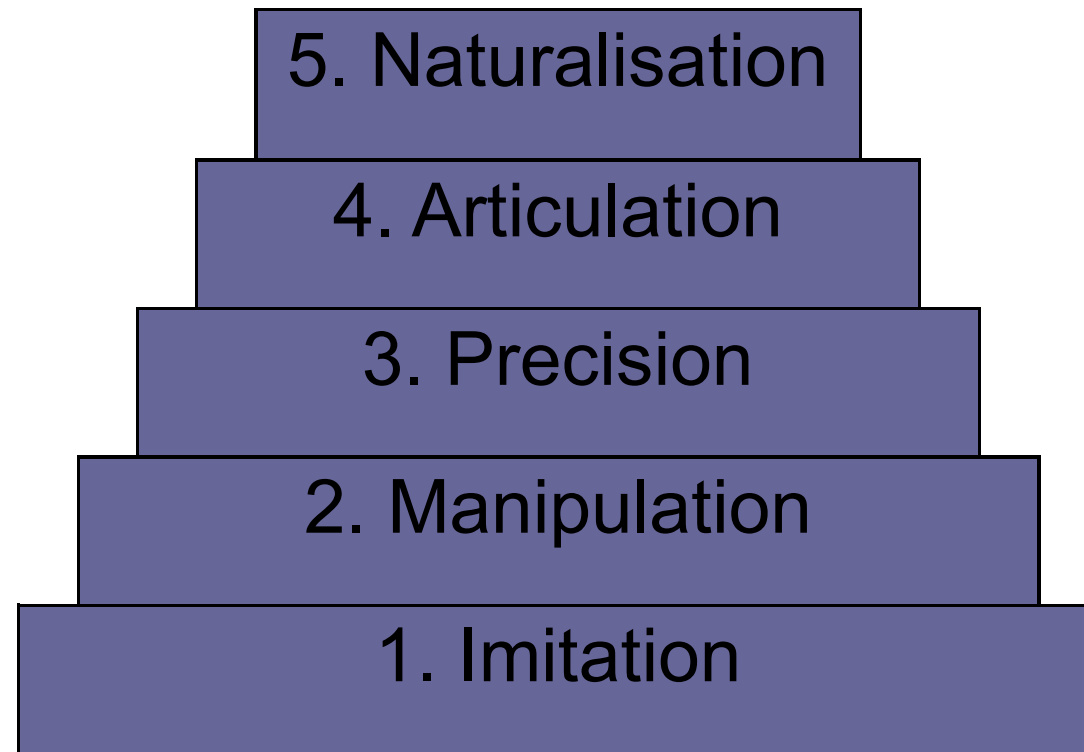 5. Naturalisation
4. Articulation
3. Precision
2. Manipulation
1. Imitation